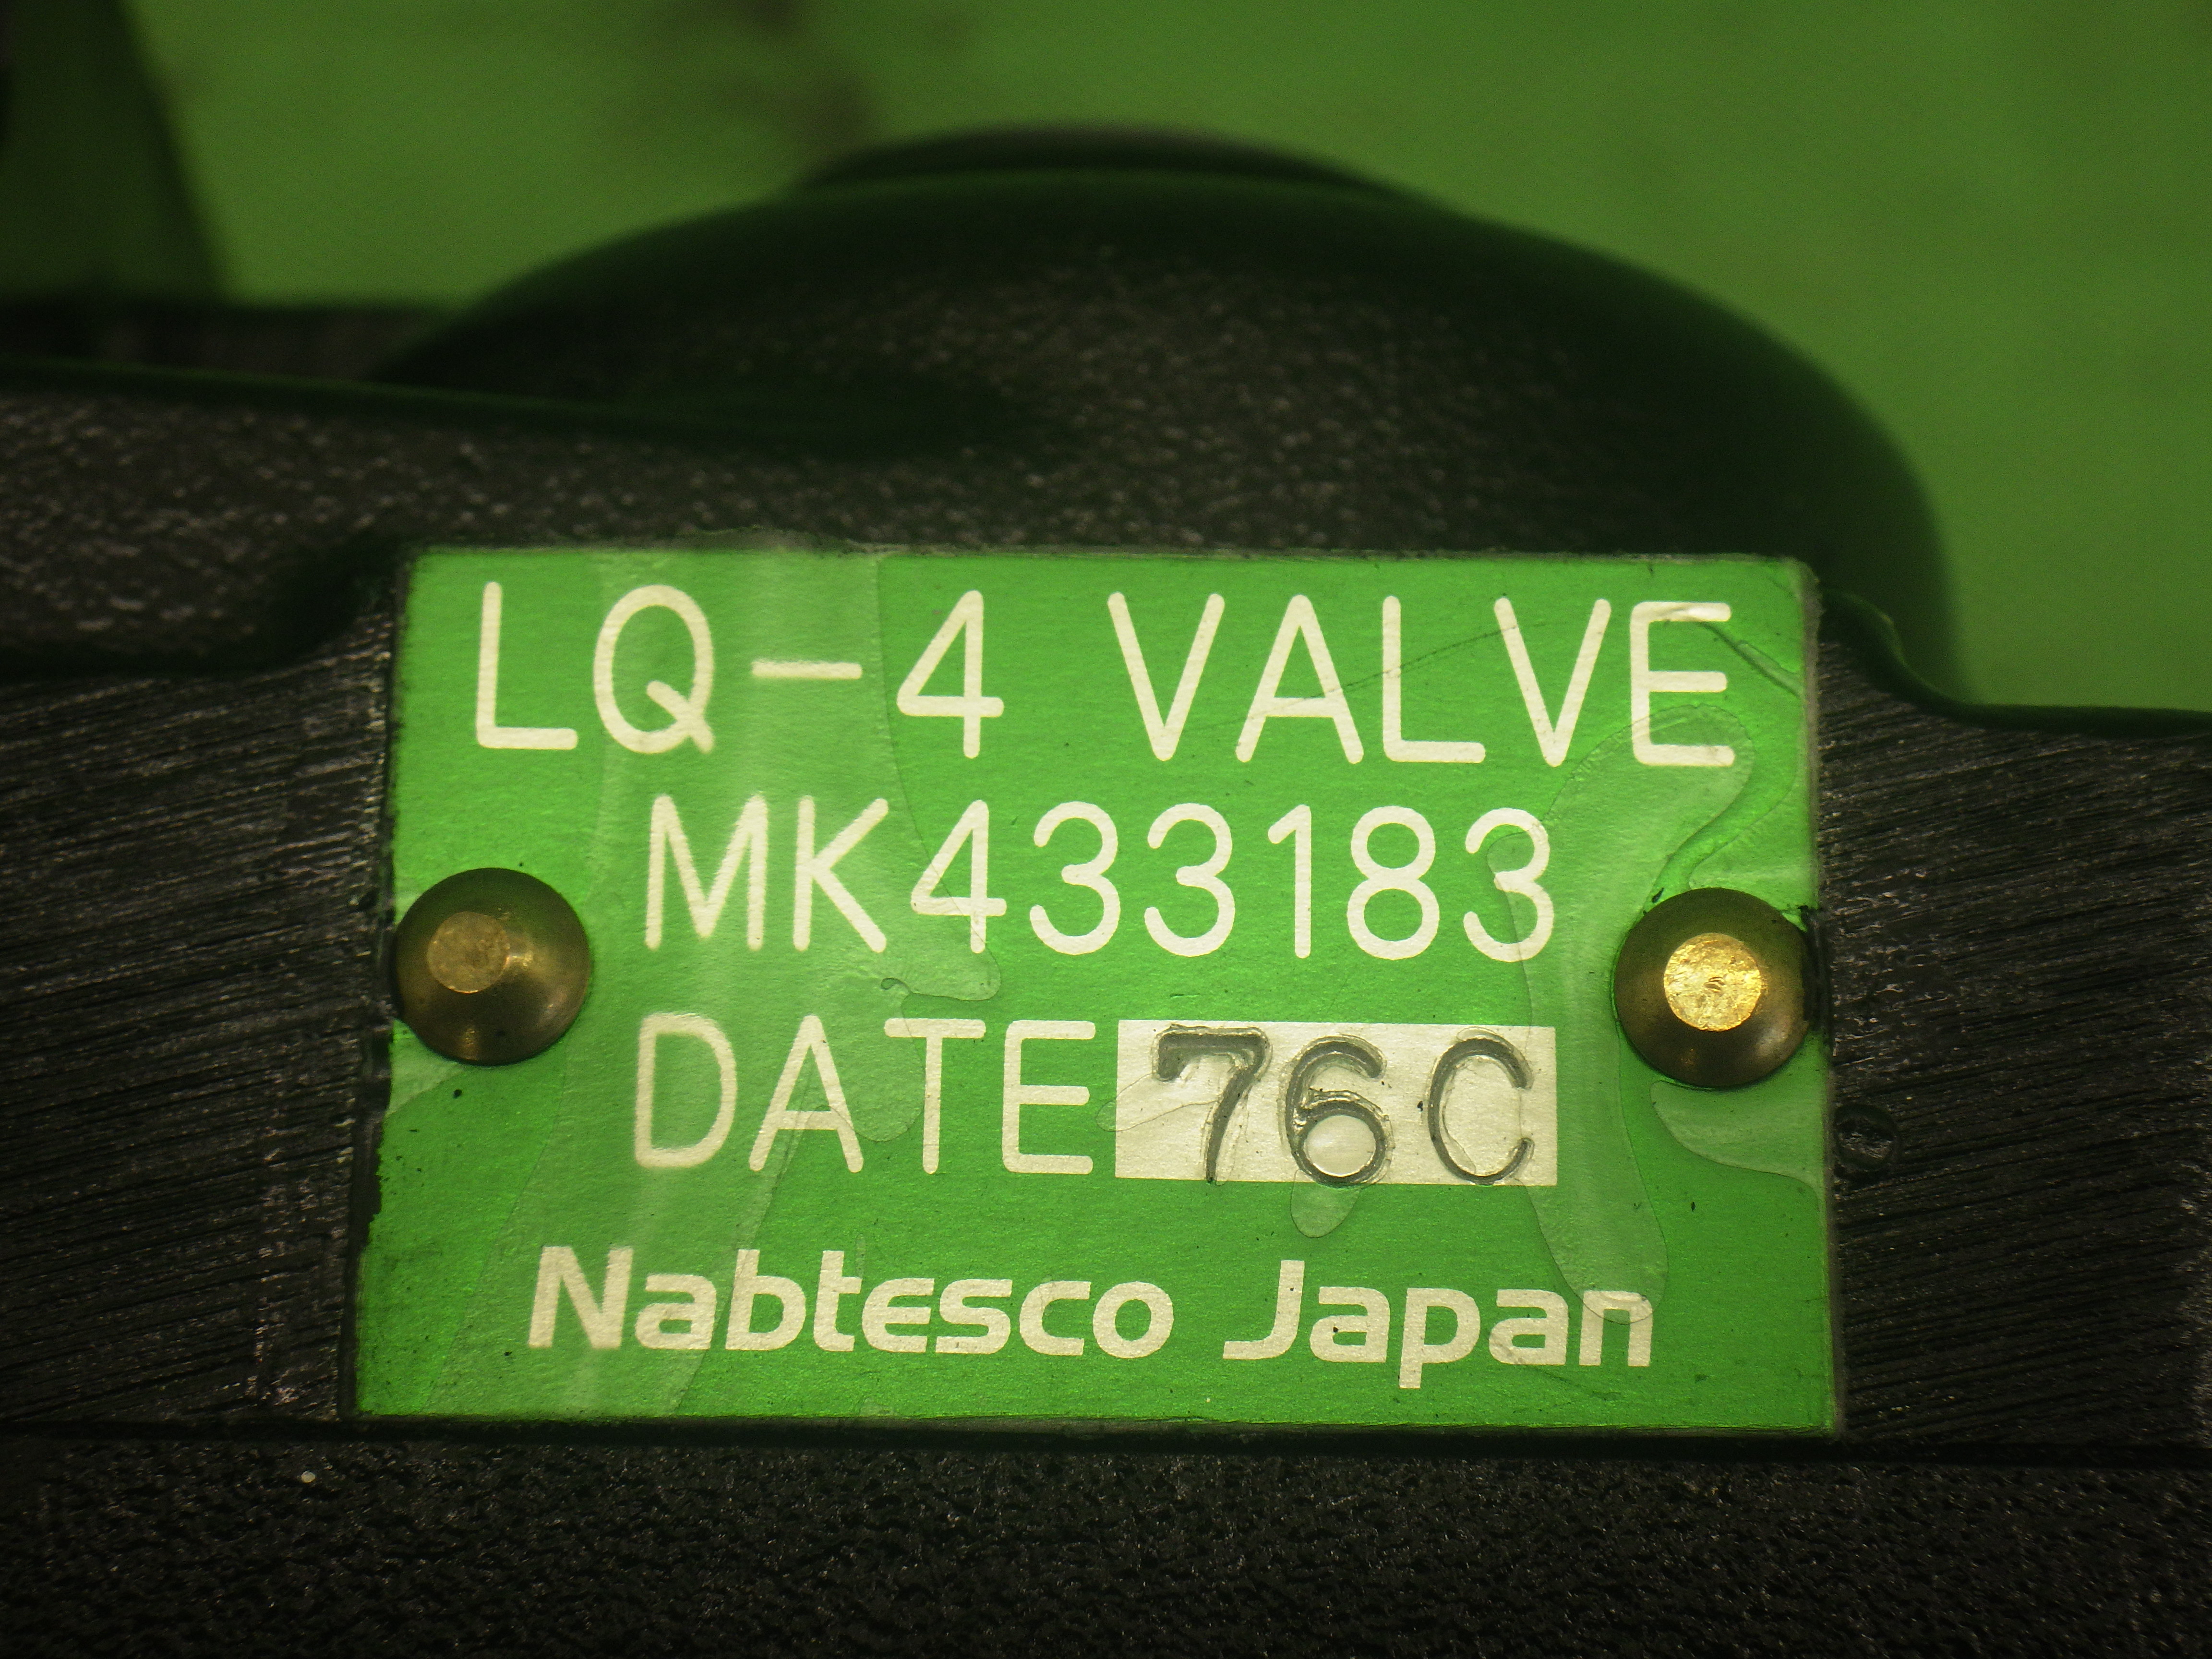 LQ-4 VALVE
MK433183
DATE 76C
Nabtesco Japan